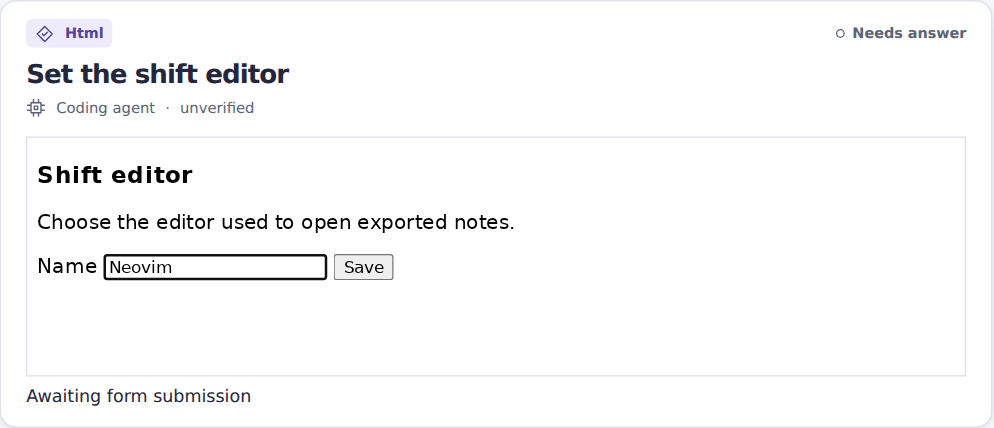 Html
Needs answer
Set the shift editor
Coding agent · unverified
Shift editor
Choose the editor used to open exported notes.
Name Neovim Save
Awaiting form submission